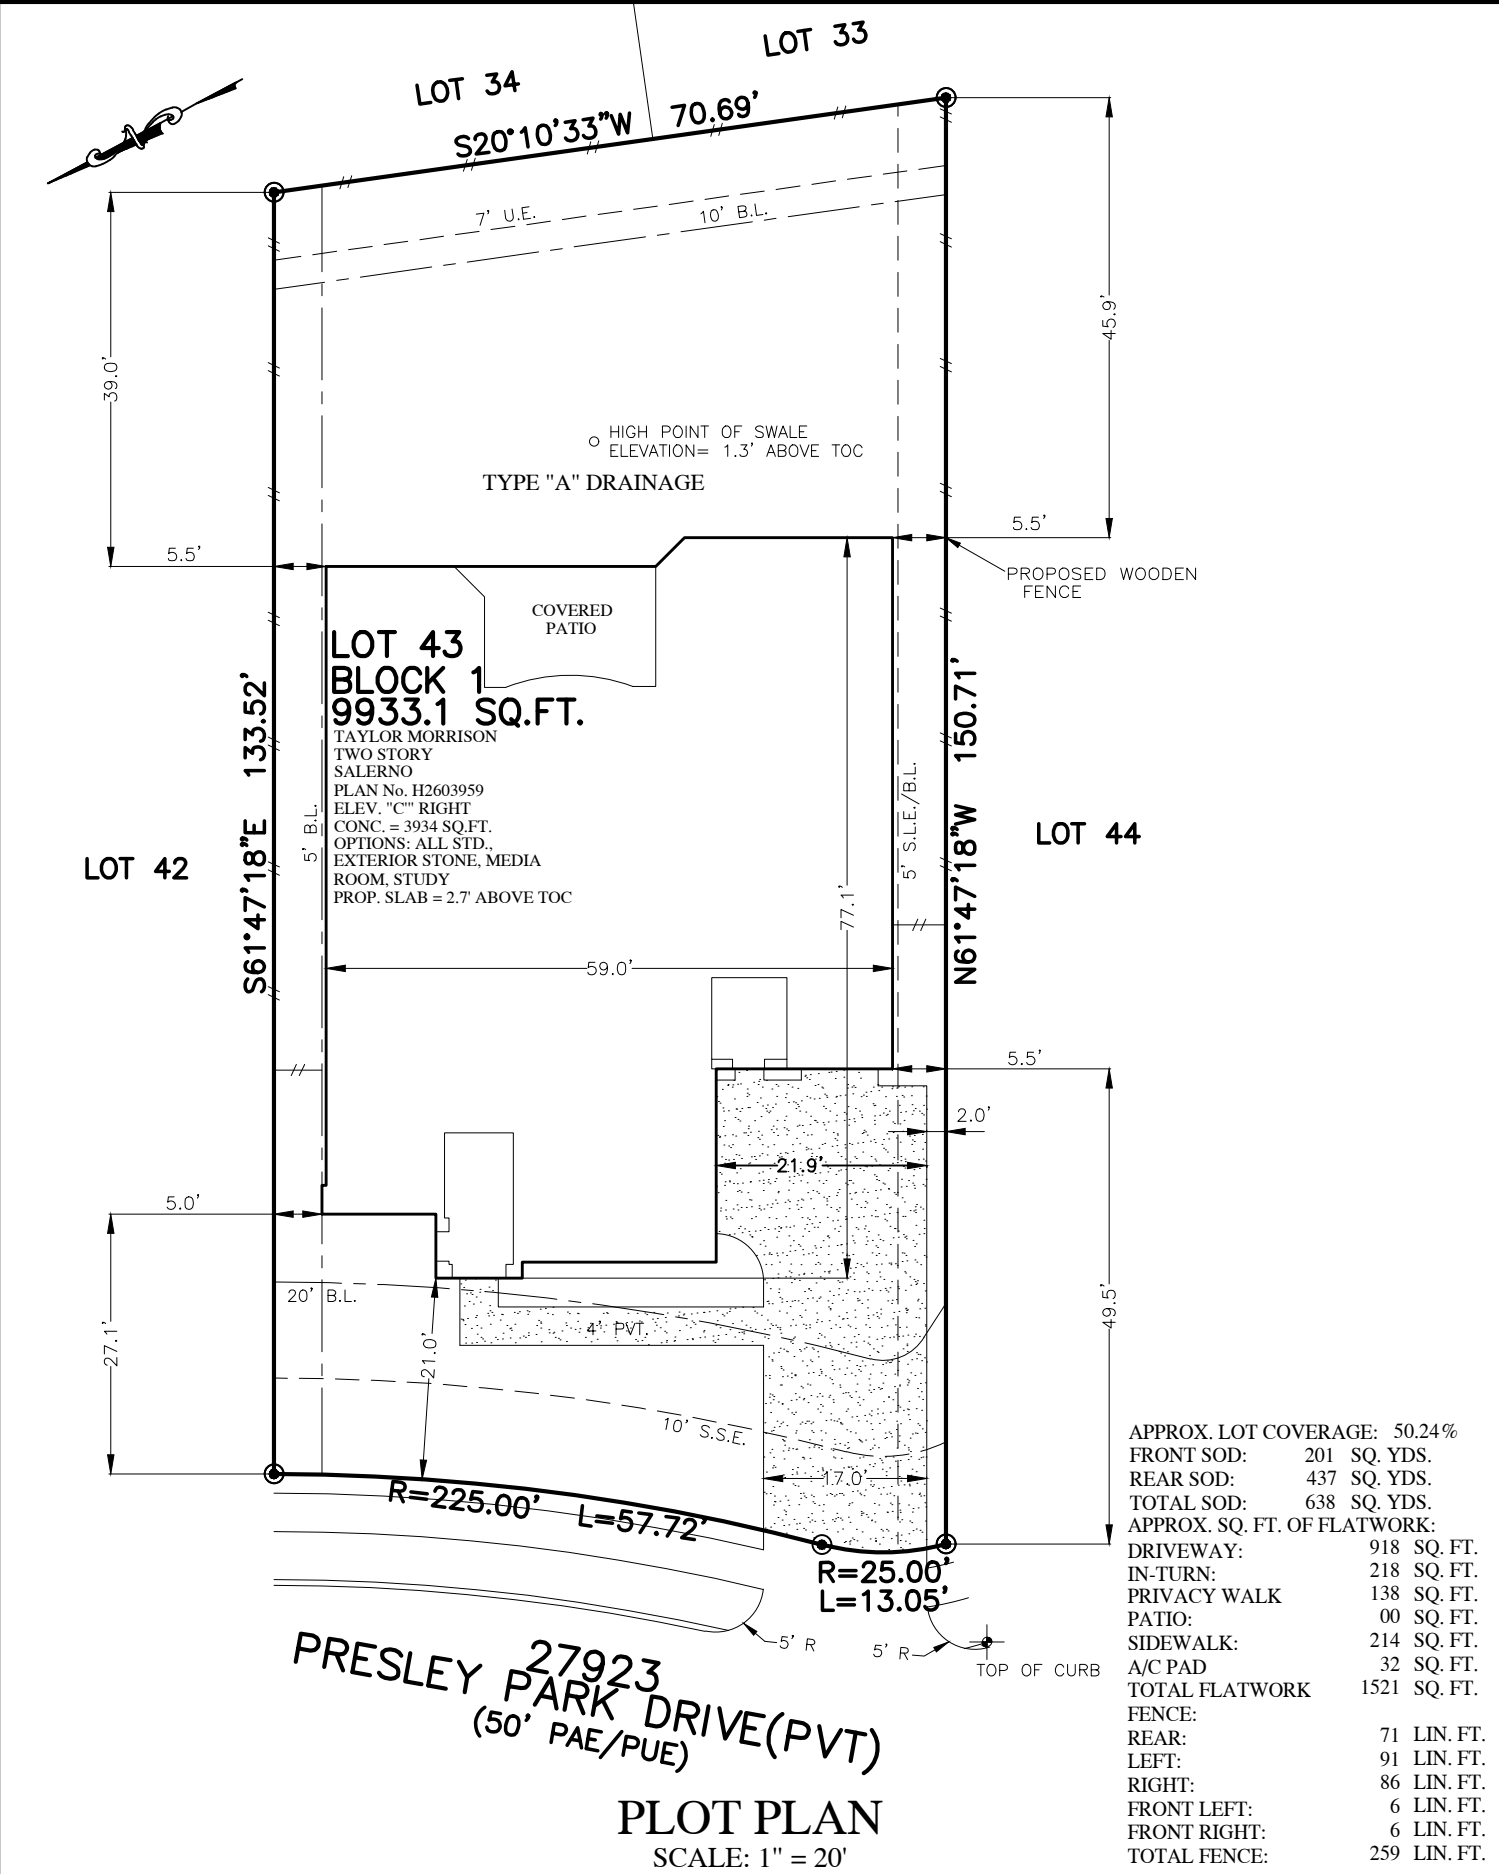 LOT 33
LOT 34
S20°10'33"W 70.69'
7' U.E.
10' B.L.
39.0'
45.9'
HIGH POINT OF SWALE
ELEVATION= 1.3' ABOVE TOC
TYPE "A" DRAINAGE
5.5'
5.5'
PROPOSED WOODEN
FENCE
COVERED
PATIO
LOT 43
BLOCK 1
9933.1 SQ.FT.
TAYLOR MORRISON
TWO STORY
SALERNO
PLAN No. H2603959
ELEV. "C"' RIGHT
CONC. = 3934 SQ.FT.
OPTIONS: ALL STD.,
EXTERIOR STONE, MEDIA
ROOM, STUDY
PROP. SLAB = 2.7' ABOVE TOC
S61°47'18"E 133.52'
N61°47'18"W 150.71'
5' B.L.
5' S.L.E./B.L.
LOT 42
LOT 44
77.1'
59.0'
5.5'
2.0'
21.9'
5.0'
20' B.L.
4' PVT.
27.1'
21.0'
49.5'
10' S.S.E.
17.0'
R=225.00' L=57.72'
R=25.00'
L=13.05'
5' R
5' R
TOP OF CURB
27923
PRESLEY PARK DRIVE(PVT)
(50' PAE/PUE)
PLOT PLAN
SCALE: 1" = 20'
APPROX. LOT COVERAGE: 50.24%
FRONT SOD: 201 SQ. YDS.
REAR SOD: 437 SQ. YDS.
TOTAL SOD: 638 SQ. YDS.
APPROX. SQ. FT. OF FLATWORK:
DRIVEWAY: 918 SQ. FT.
IN-TURN: 218 SQ. FT.
PRIVACY WALK 138 SQ. FT.
PATIO: 00 SQ. FT.
SIDEWALK: 214 SQ. FT.
A/C PAD 32 SQ. FT.
TOTAL FLATWORK 1521 SQ. FT.
FENCE:
REAR: 71 LIN. FT.
LEFT: 91 LIN. FT.
RIGHT: 86 LIN. FT.
FRONT LEFT: 6 LIN. FT.
FRONT RIGHT: 6 LIN. FT.
TOTAL FENCE: 259 LIN. FT.